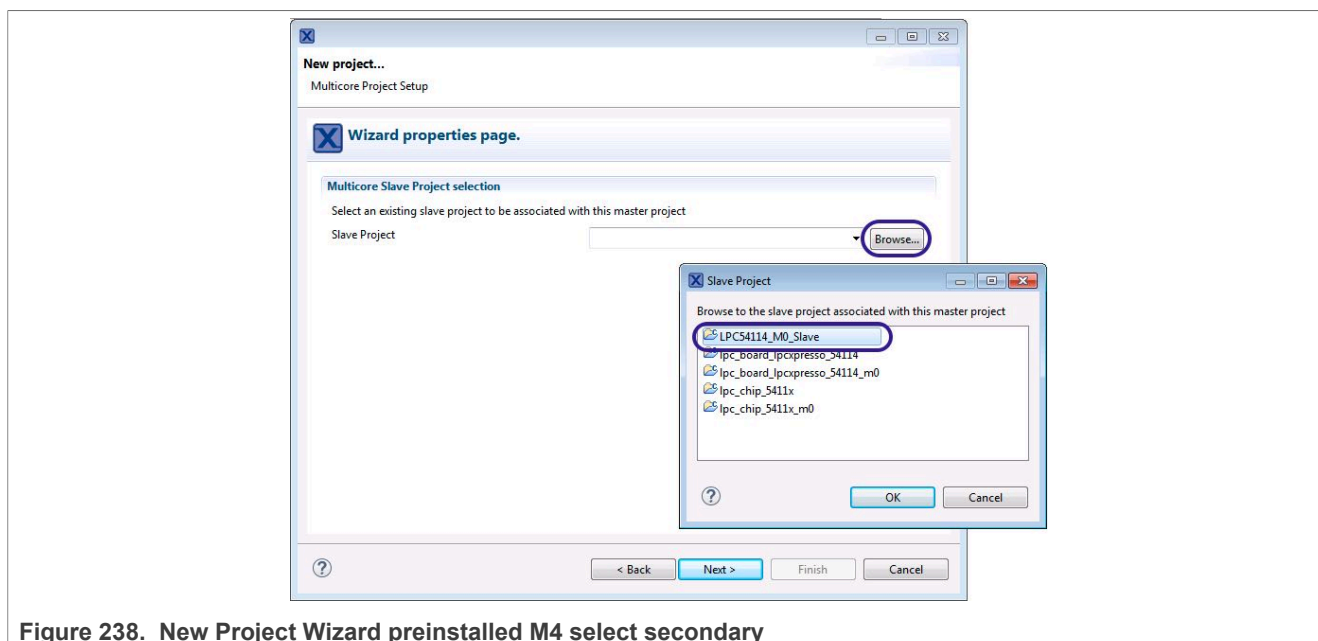 New project...
Multicore Project Setup
Wizard properties page.
Multicore Slave Project selection
Select an existing slave project to be associated with this master project
Slave Project
Browse...
Slave Project
Browse to the slave project associated with this master project
LPC54114_M0_Slave
lpc_board_lpcxpresso_54114
lpc_board_lpcxpresso_54114_m0
lpc_chip_5411x
lpc_chip_5411x_m0
OK Cancel
< Back Next > Finish Cancel
Figure 238. New Project Wizard preinstalled M4 select secondary